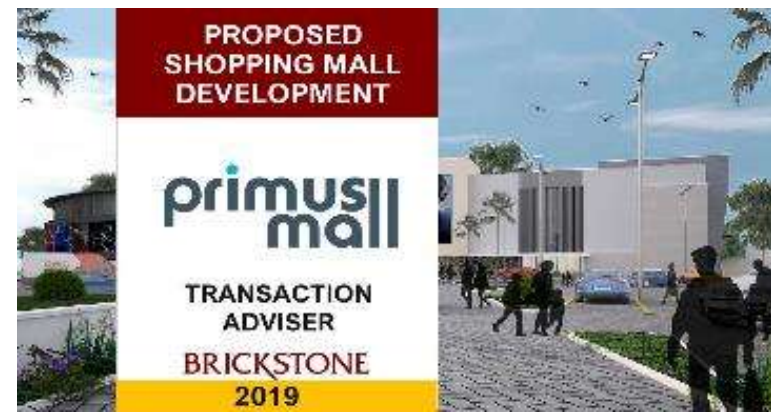 PROPOSED
SHOPPING MALL
DEVELOPMENT
primus
mall
TRANSACTION
ADVISER
BRICKSTONE
2019